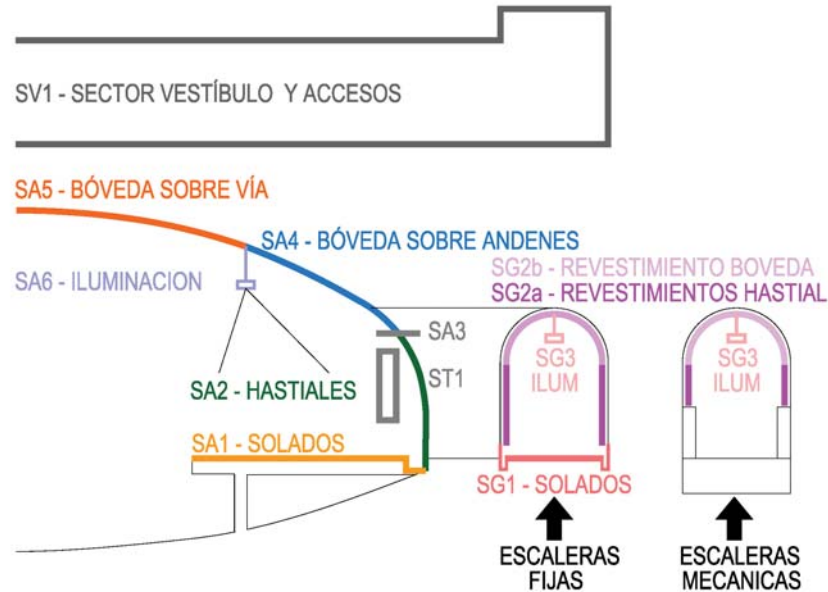 SV1 - SECTOR VESTÍBULO Y ACCESOS
SA5 - BÓVEDA SOBRE VÍA
SA4 - BÓVEDA SOBRE ANDENES
SG2b - REVESTIMIENTO BOVEDA
SA6 - ILUMINACION
SG2a - REVESTIMIENTOS HASTIAL
SA3
SG3
ILUM
SG3
ILUM
ST1
SA2 - HASTIALES
SA1 - SOLADOS
SG1 - SOLADOS
ESCALERAS
FIJAS
ESCALERAS
MECANICAS